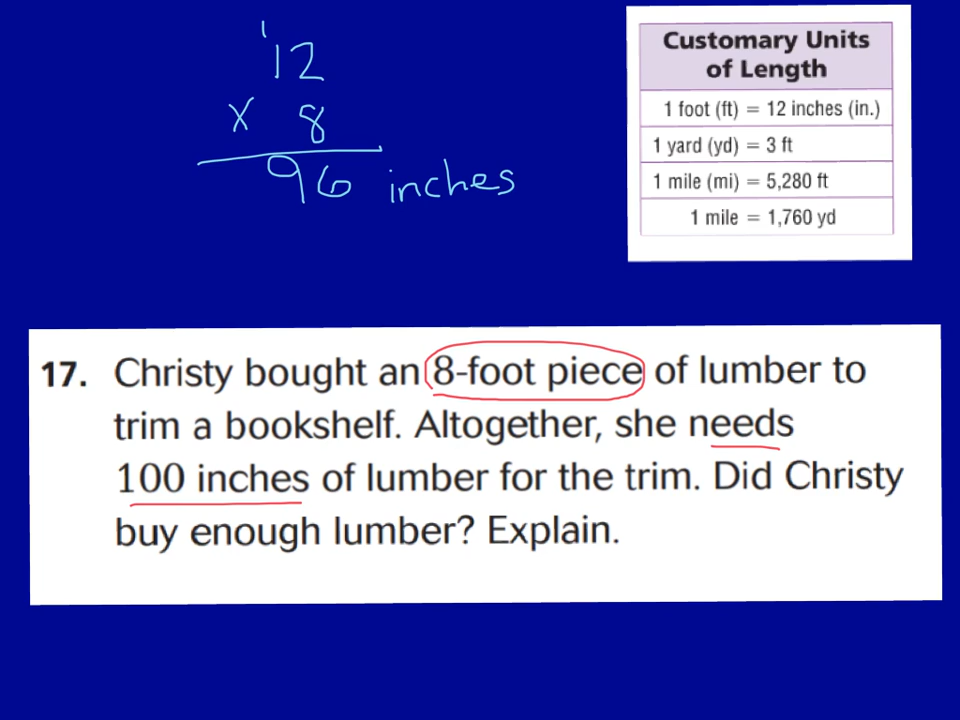 1
12
x 8
96 inches
Customary Units
of Length
1 foot (ft) = 12 inches (in.)
1 yard (yd) = 3 ft
1 mile (mi) = 5,280 ft
1 mile = 1,760 yd
17. Christy bought an 8-foot piece of lumber to
trim a bookshelf. Altogether, she needs
100 inches of lumber for the trim. Did Christy
buy enough lumber? Explain.